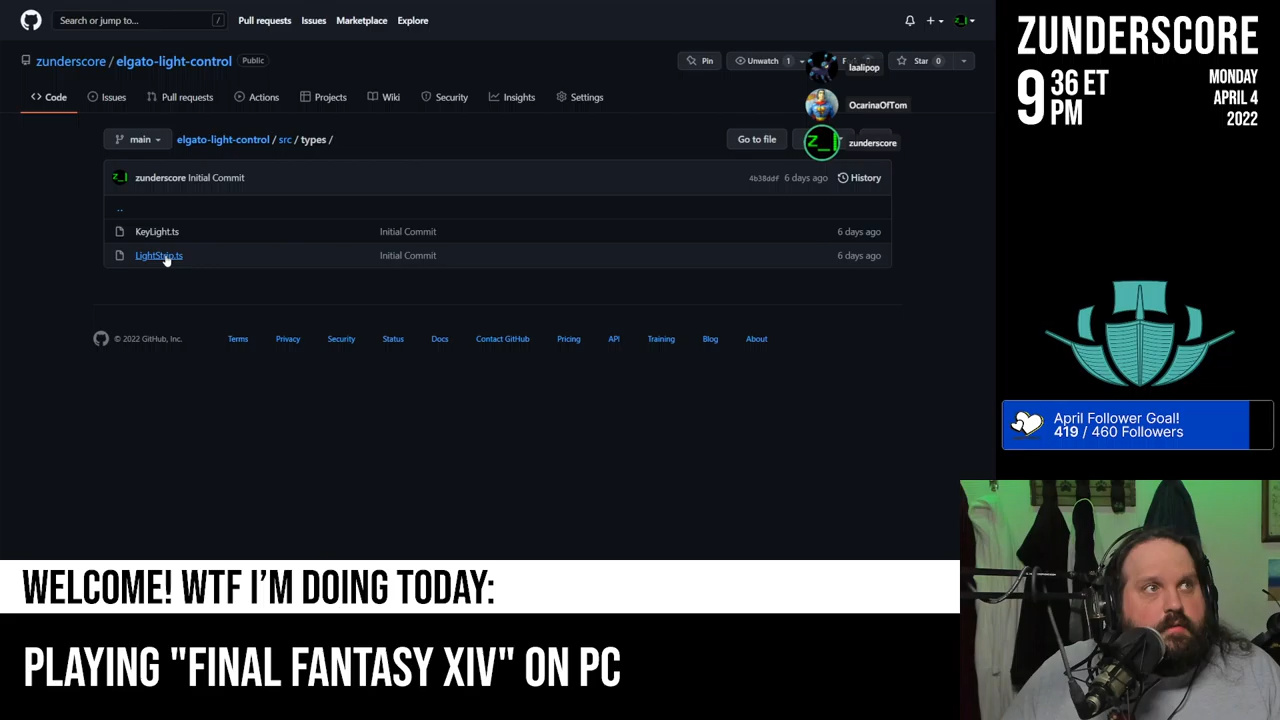 Search or jump to...
/
Pull requests
Issues
Marketplace
Explore
zunderscore / elgato-light-control
Public
Pin
Unwatch 1
Star 0
laalipop
Code
Issues
Pull requests
Actions
Projects
Wiki
Security
Insights
Settings
OcarinaOfTom
main
elgato-light-control / src / types /
Go to file
zunderscore
zunderscore Initial Commit
4b38ddf 6 days ago
History
..
KeyLight.ts
Initial Commit
6 days ago
LightStrip.ts
Initial Commit
6 days ago
© 2022 GitHub, Inc.
Terms
Privacy
Security
Status
Docs
Contact GitHub
Pricing
API
Training
Blog
About
ZUNDERSCORE
9 36 ET
PM
MONDAY
APRIL 4
2022
April Follower Goal!
419 / 460 Followers
WELCOME! WTF I'M DOING TODAY:
PLAYING "FINAL FANTASY XIV" ON PC